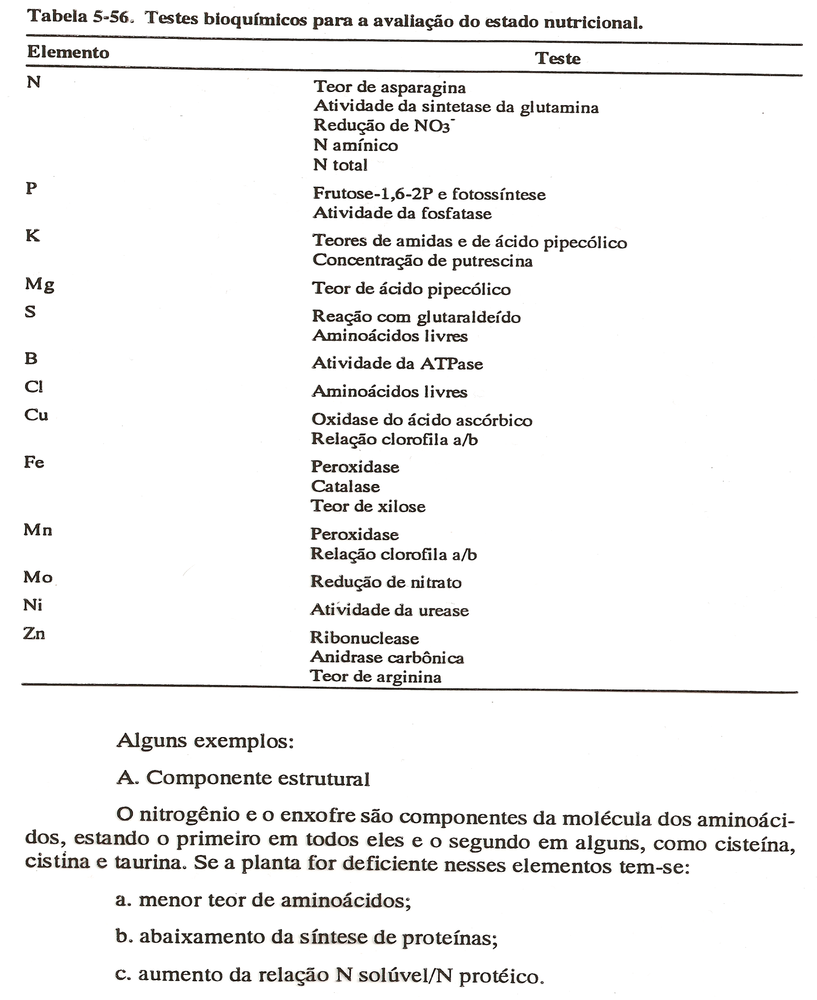 Tabela 5-56. Testes bioquímicos para a avaliação do estado nutricional.
Elemento Teste
N Teor de asparagina
Atividade da sintetase da glutamina
Redução de NO3-
N amínico
N total
P Frutose-1,6-2P e fotossíntese
Atividade da fosfatase
K Teores de amidas e de ácido pipecólico
Concentração de putrescina
Mg Teor de ácido pipecólico
S Reação com glutaraldeído
Aminoácidos livres
B Atividade da ATPase
Cl Aminoácidos livres
Cu Oxidase do ácido ascórbico
Relação clorofila a/b
Fe Peroxidase
Catalase
Teor de xilose
Mn Peroxidase
Relação clorofila a/b
Mo Redução de nitrato
Ni Atividade da urease
Zn Ribonuclease
Anidrase carbônica
Teor de arginina
Alguns exemplos:
A. Componente estrutural
O nitrogênio e o enxofre são componentes da molécula dos aminoáci-
dos, estando o primeiro em todos eles e o segundo em alguns, como cisteína,
cistina e taurina. Se a planta for deficiente nesses elementos tem-se:
a. menor teor de aminoácidos;
b. abaixamento da síntese de proteínas;
c. aumento da relação N solúvel/N protéico.